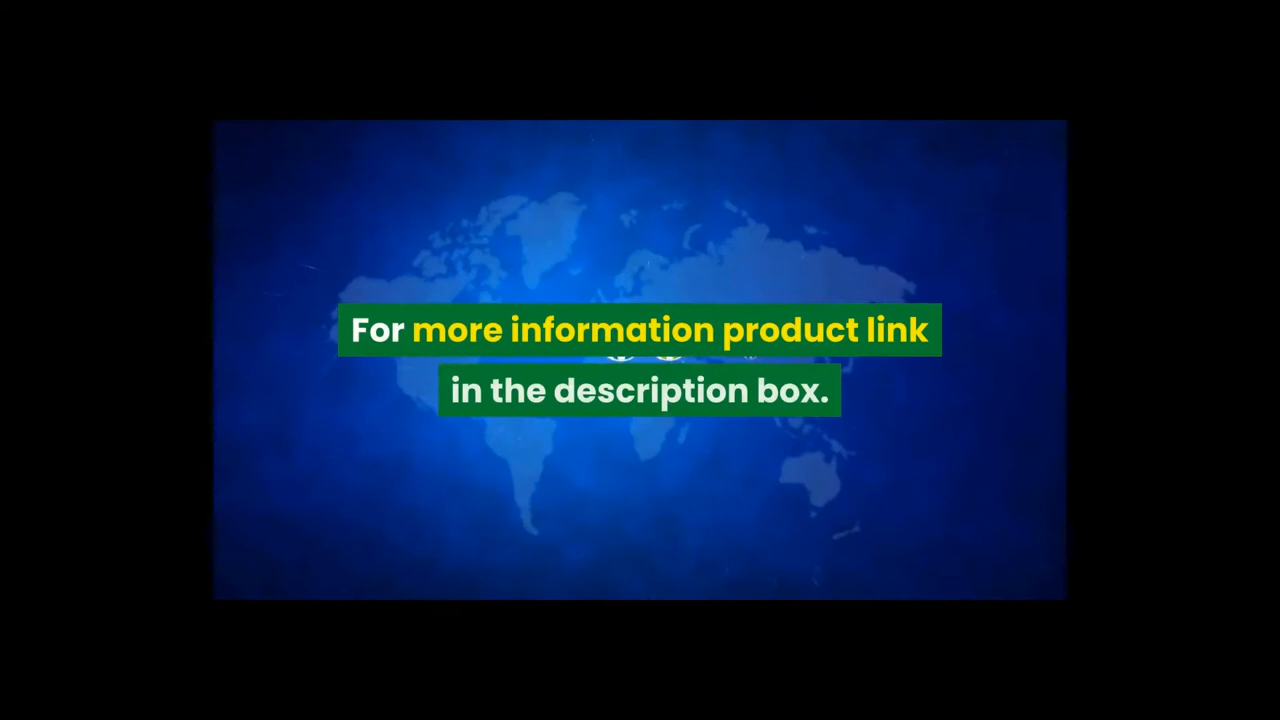 For more information product link
in the description box.